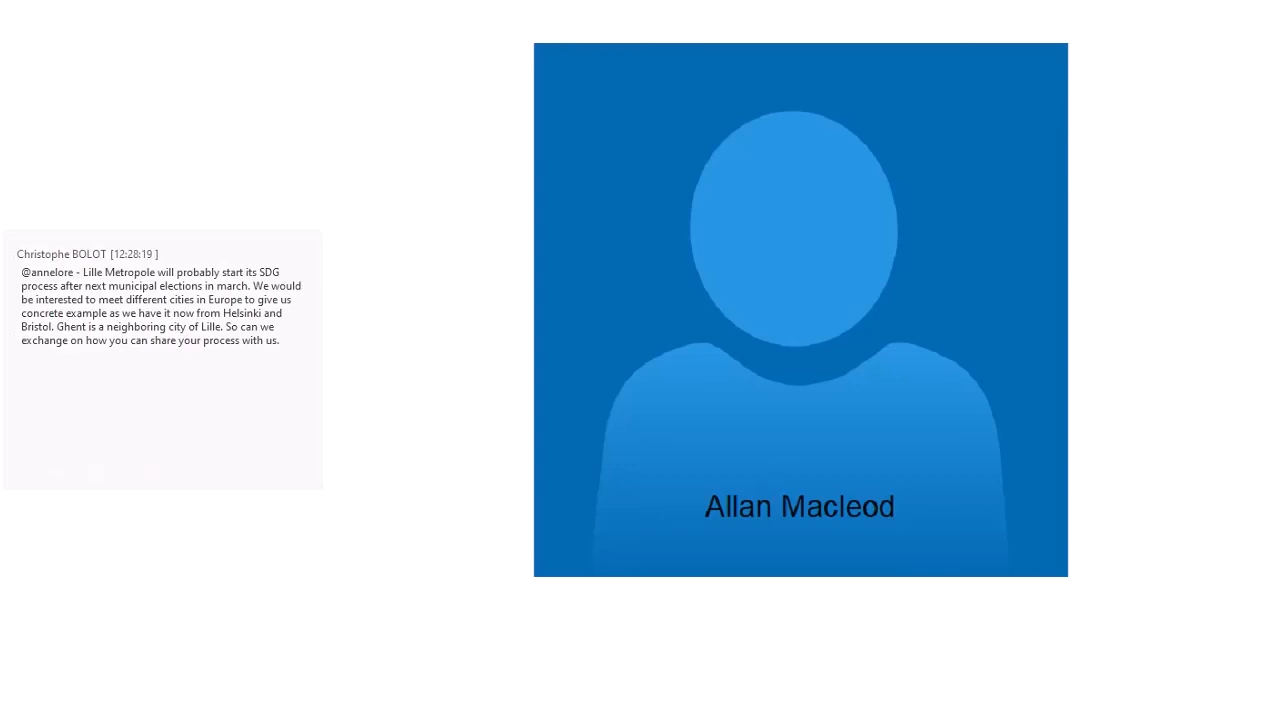 Christophe BOLOT [12:28:19 ]
@annelore - Lille Metropole will probably start its SDG
process after next municipal elections in march. We would
be interested to meet different cities in Europe to give us
concrete example as we have it now from Helsinki and
Bristol. Ghent is a neighboring city of Lille. So can we
exchange on how you can share your process with us.
Allan Macleod